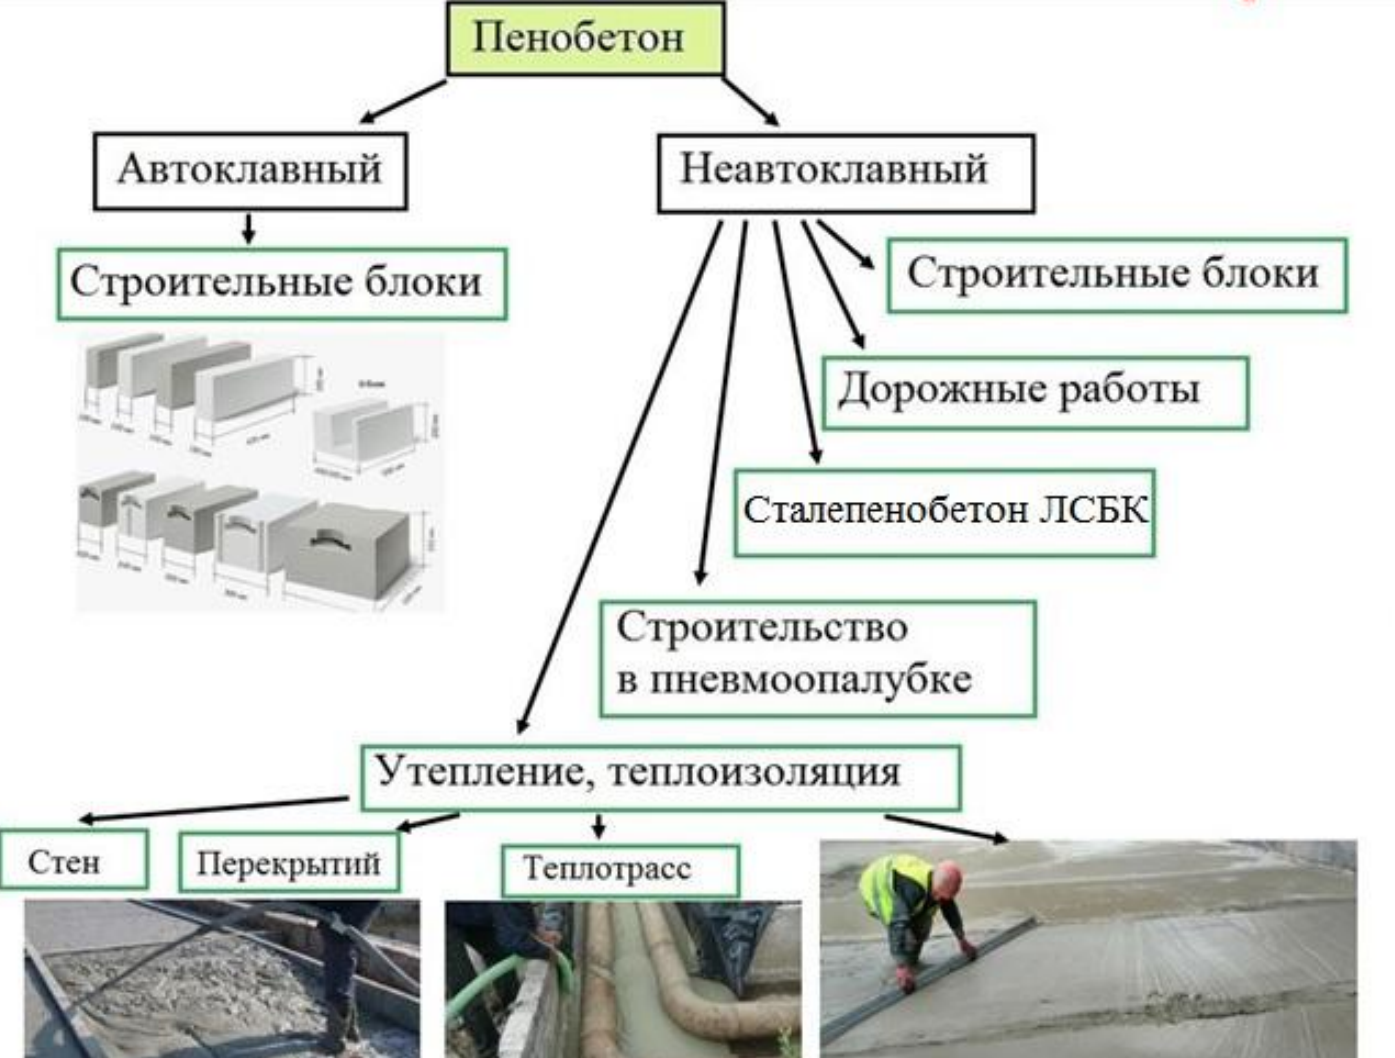 Пенобетон
Автоклавный
Неавтоклавный
Строительные блоки
Строительные блоки
Дорожные работы
Сталепенобетон ЛСБК
Строительство
в пневмоопалубке
Утепление, теплоизоляция
Стен
Перекрытий
Теплотрасс